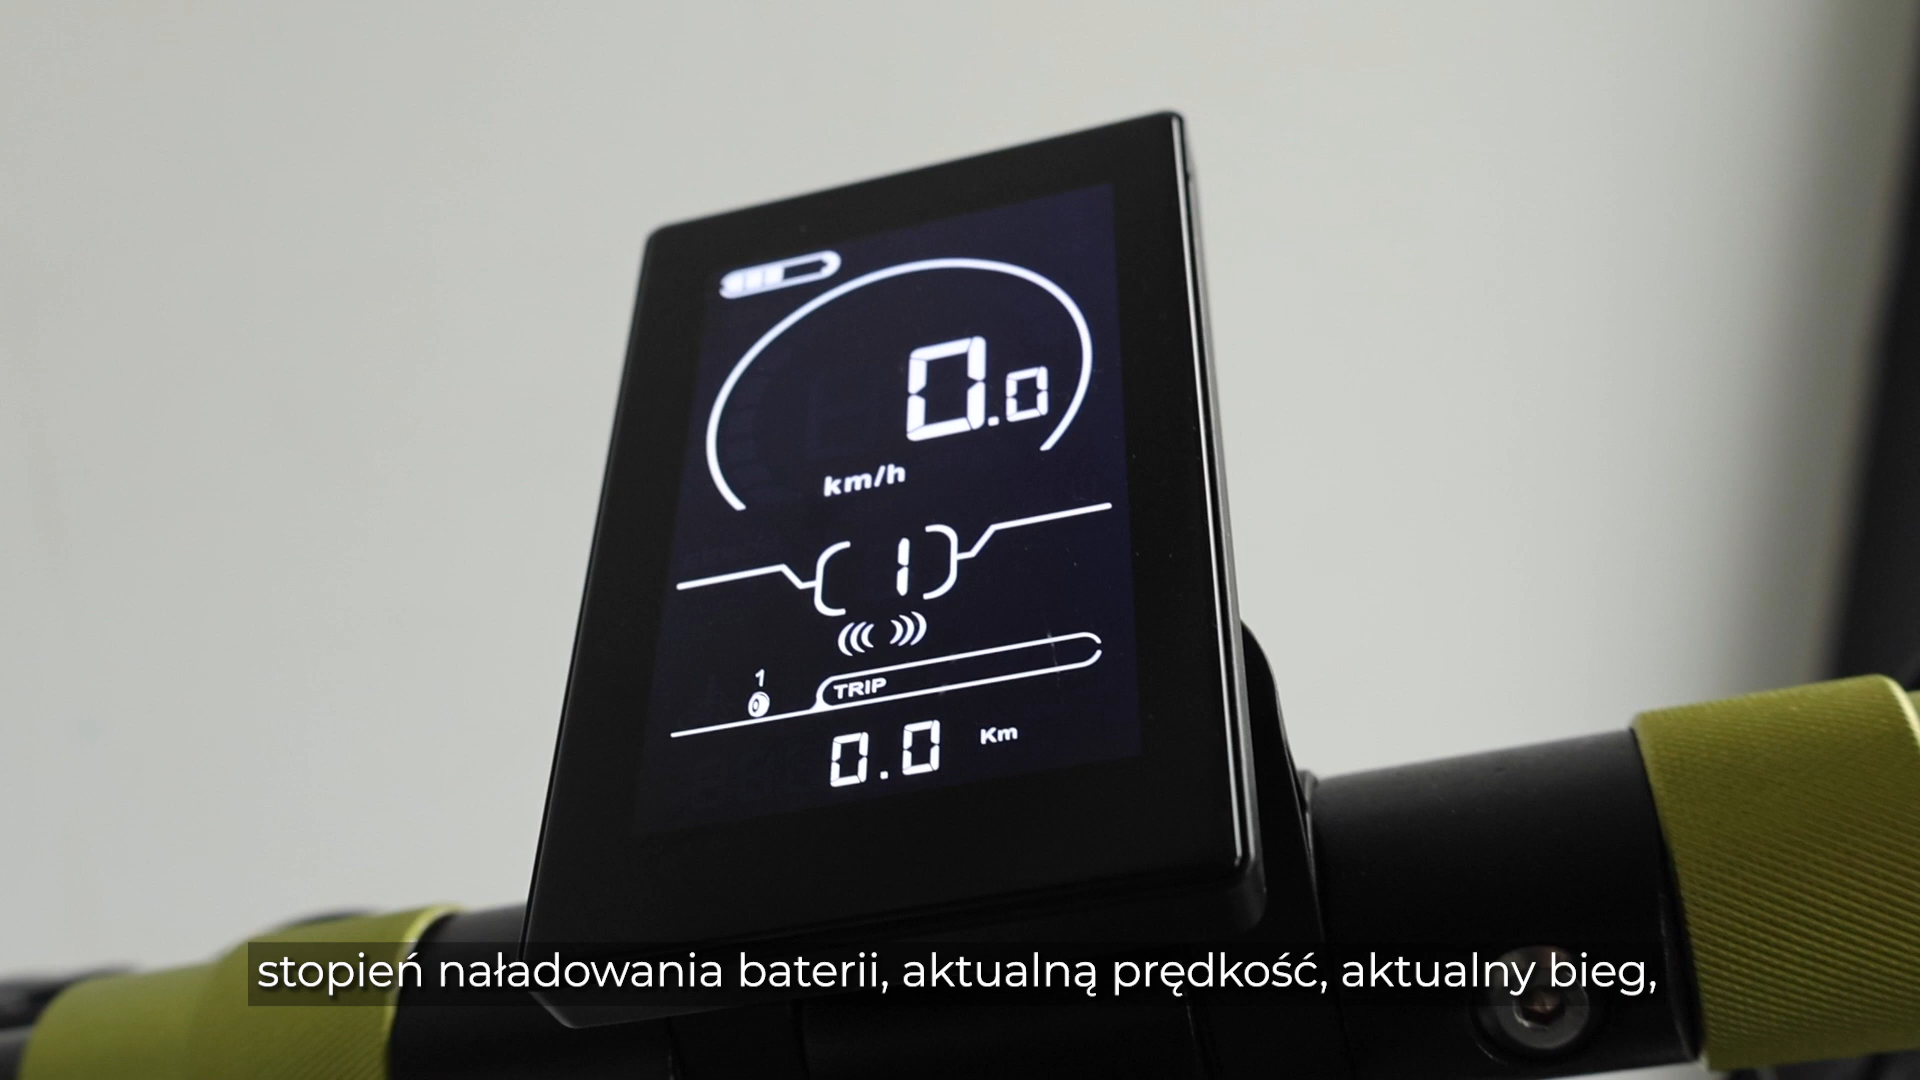 0.0
km/h
1
1
TRIP
0.0 Km
stopień naładowania baterii, aktualną prędkość, aktualny bieg,